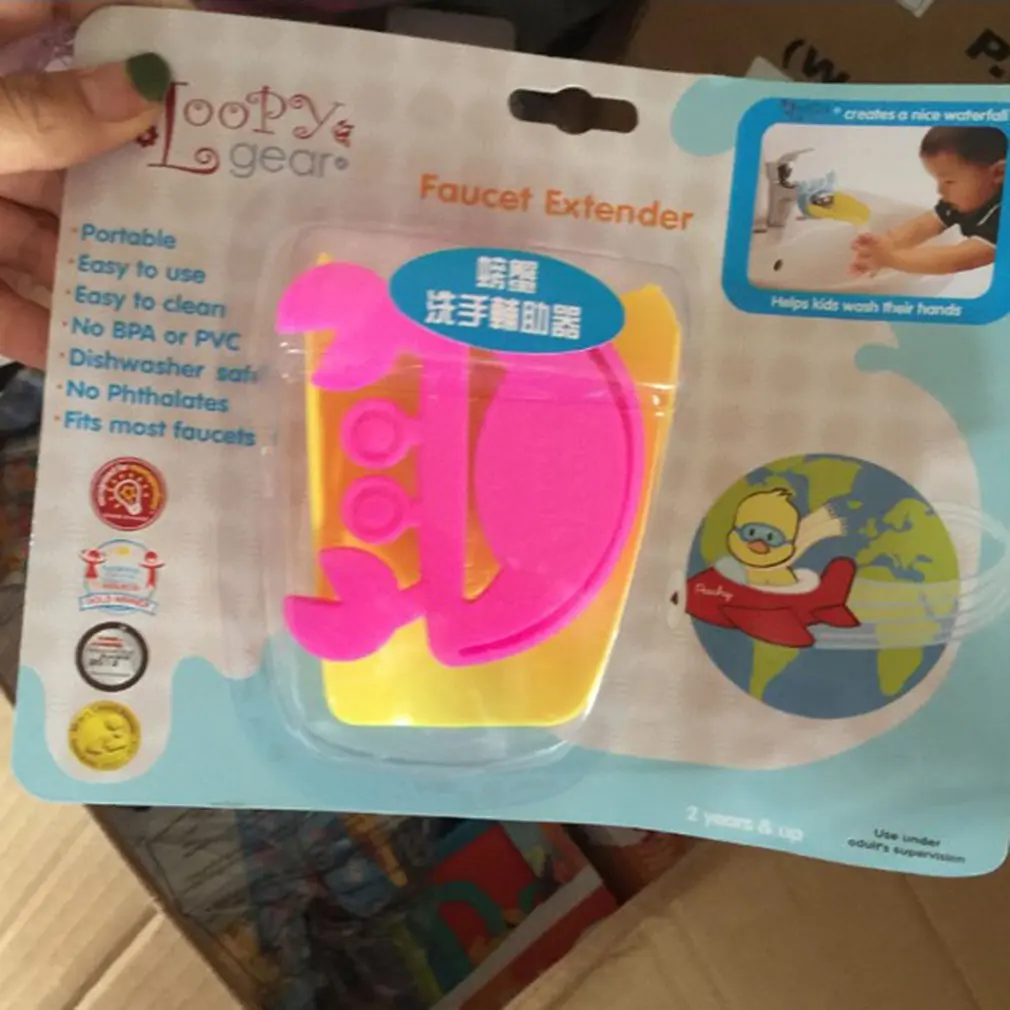 LooPy
gear
Faucet Extender
· Portable
· Easy to use
· Easy to clean
· No BPA or PVC
· Dishwasher safe
· No Phthalates
· Fits most faucets
螃蟹
洗手輔助器
creates a nice waterfall
Helps kids wash their hands
Peachy
2 years & up
Use under
adult's supervision
(W
P.